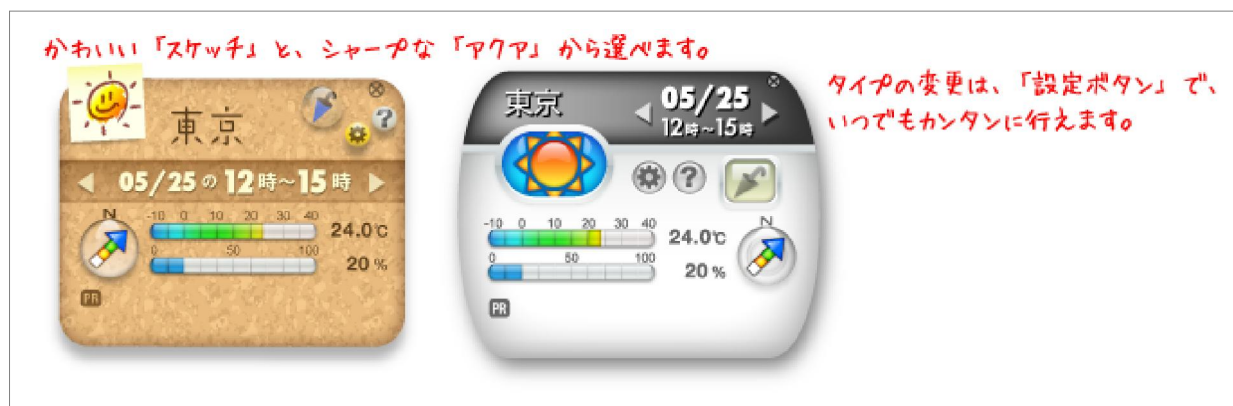 かわいい「スケッチ」と、シャープな「アクア」から選べます。
タイプの変更は、「設定ボタン」で、
いつでもカンタンに行えます。
東京
?
05/25の12時～15時
N
-10 0 10 20 30 40
24.0℃
0 50 100
20%
PR
東京
05/25
12時～15時
?
-10 0 10 20 30 40
24.0℃
N
0 50 100
20%
PR